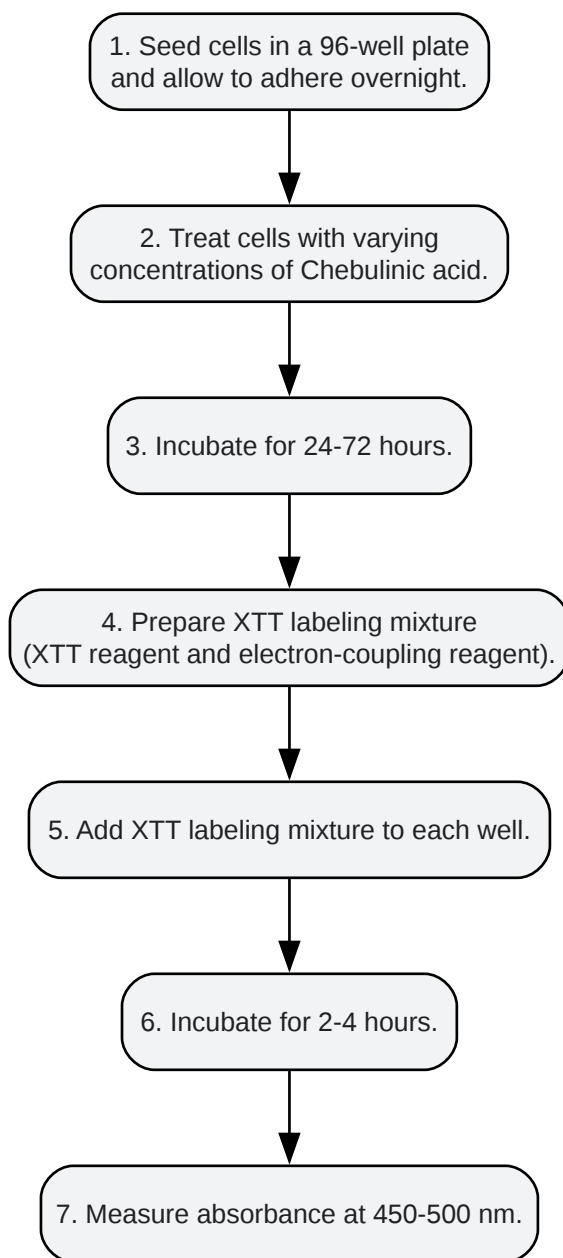 1. Seed cells in a 96-well plate
and allow to adhere overnight.
2. Treat cells with varying
concentrations of Chebulinic acid.
3. Incubate for 24-72 hours.
4. Prepare XTT labeling mixture
(XTT reagent and electron-coupling reagent).
5. Add XTT labeling mixture to each well.
6. Incubate for 2-4 hours.
7. Measure absorbance at 450-500 nm.